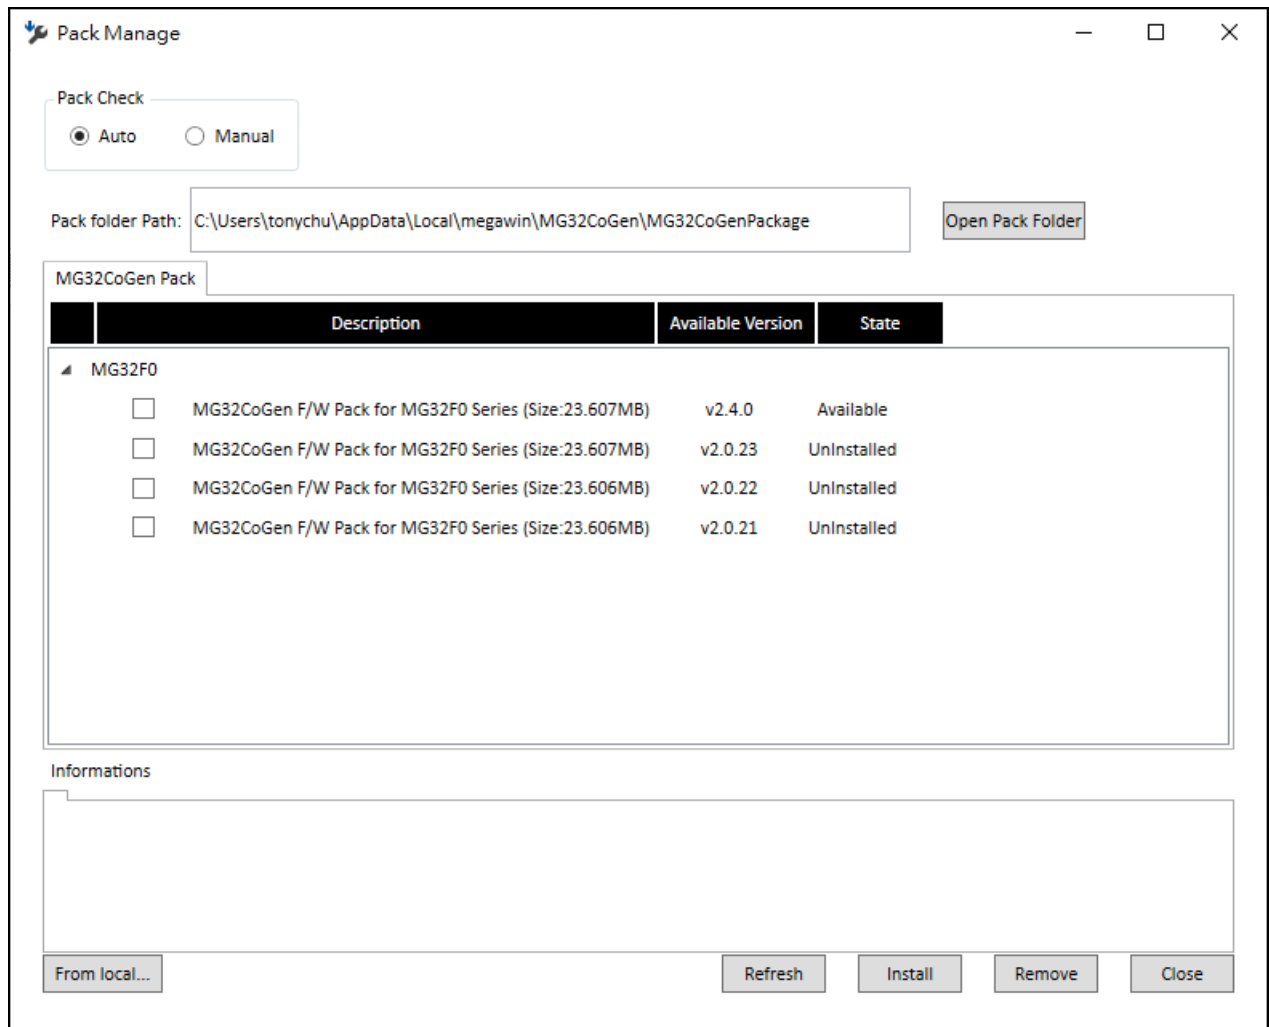 Pack Manage
Pack Check
Auto Manual
Pack folder Path: C:\Users\tonychu\AppData\Local\megawin\MG32CoGen\MG32CoGenPackage Open Pack Folder
MG32CoGen Pack
Description Available Version State
MG32F0
MG32CoGen F/W Pack for MG32F0 Series (Size:23.607MB) v2.4.0 Available
MG32CoGen F/W Pack for MG32F0 Series (Size:23.607MB) v2.0.23 UnInstalled
MG32CoGen F/W Pack for MG32F0 Series (Size:23.606MB) v2.0.22 UnInstalled
MG32CoGen F/W Pack for MG32F0 Series (Size:23.606MB) v2.0.21 UnInstalled
Informations
From local... Refresh Install Remove Close